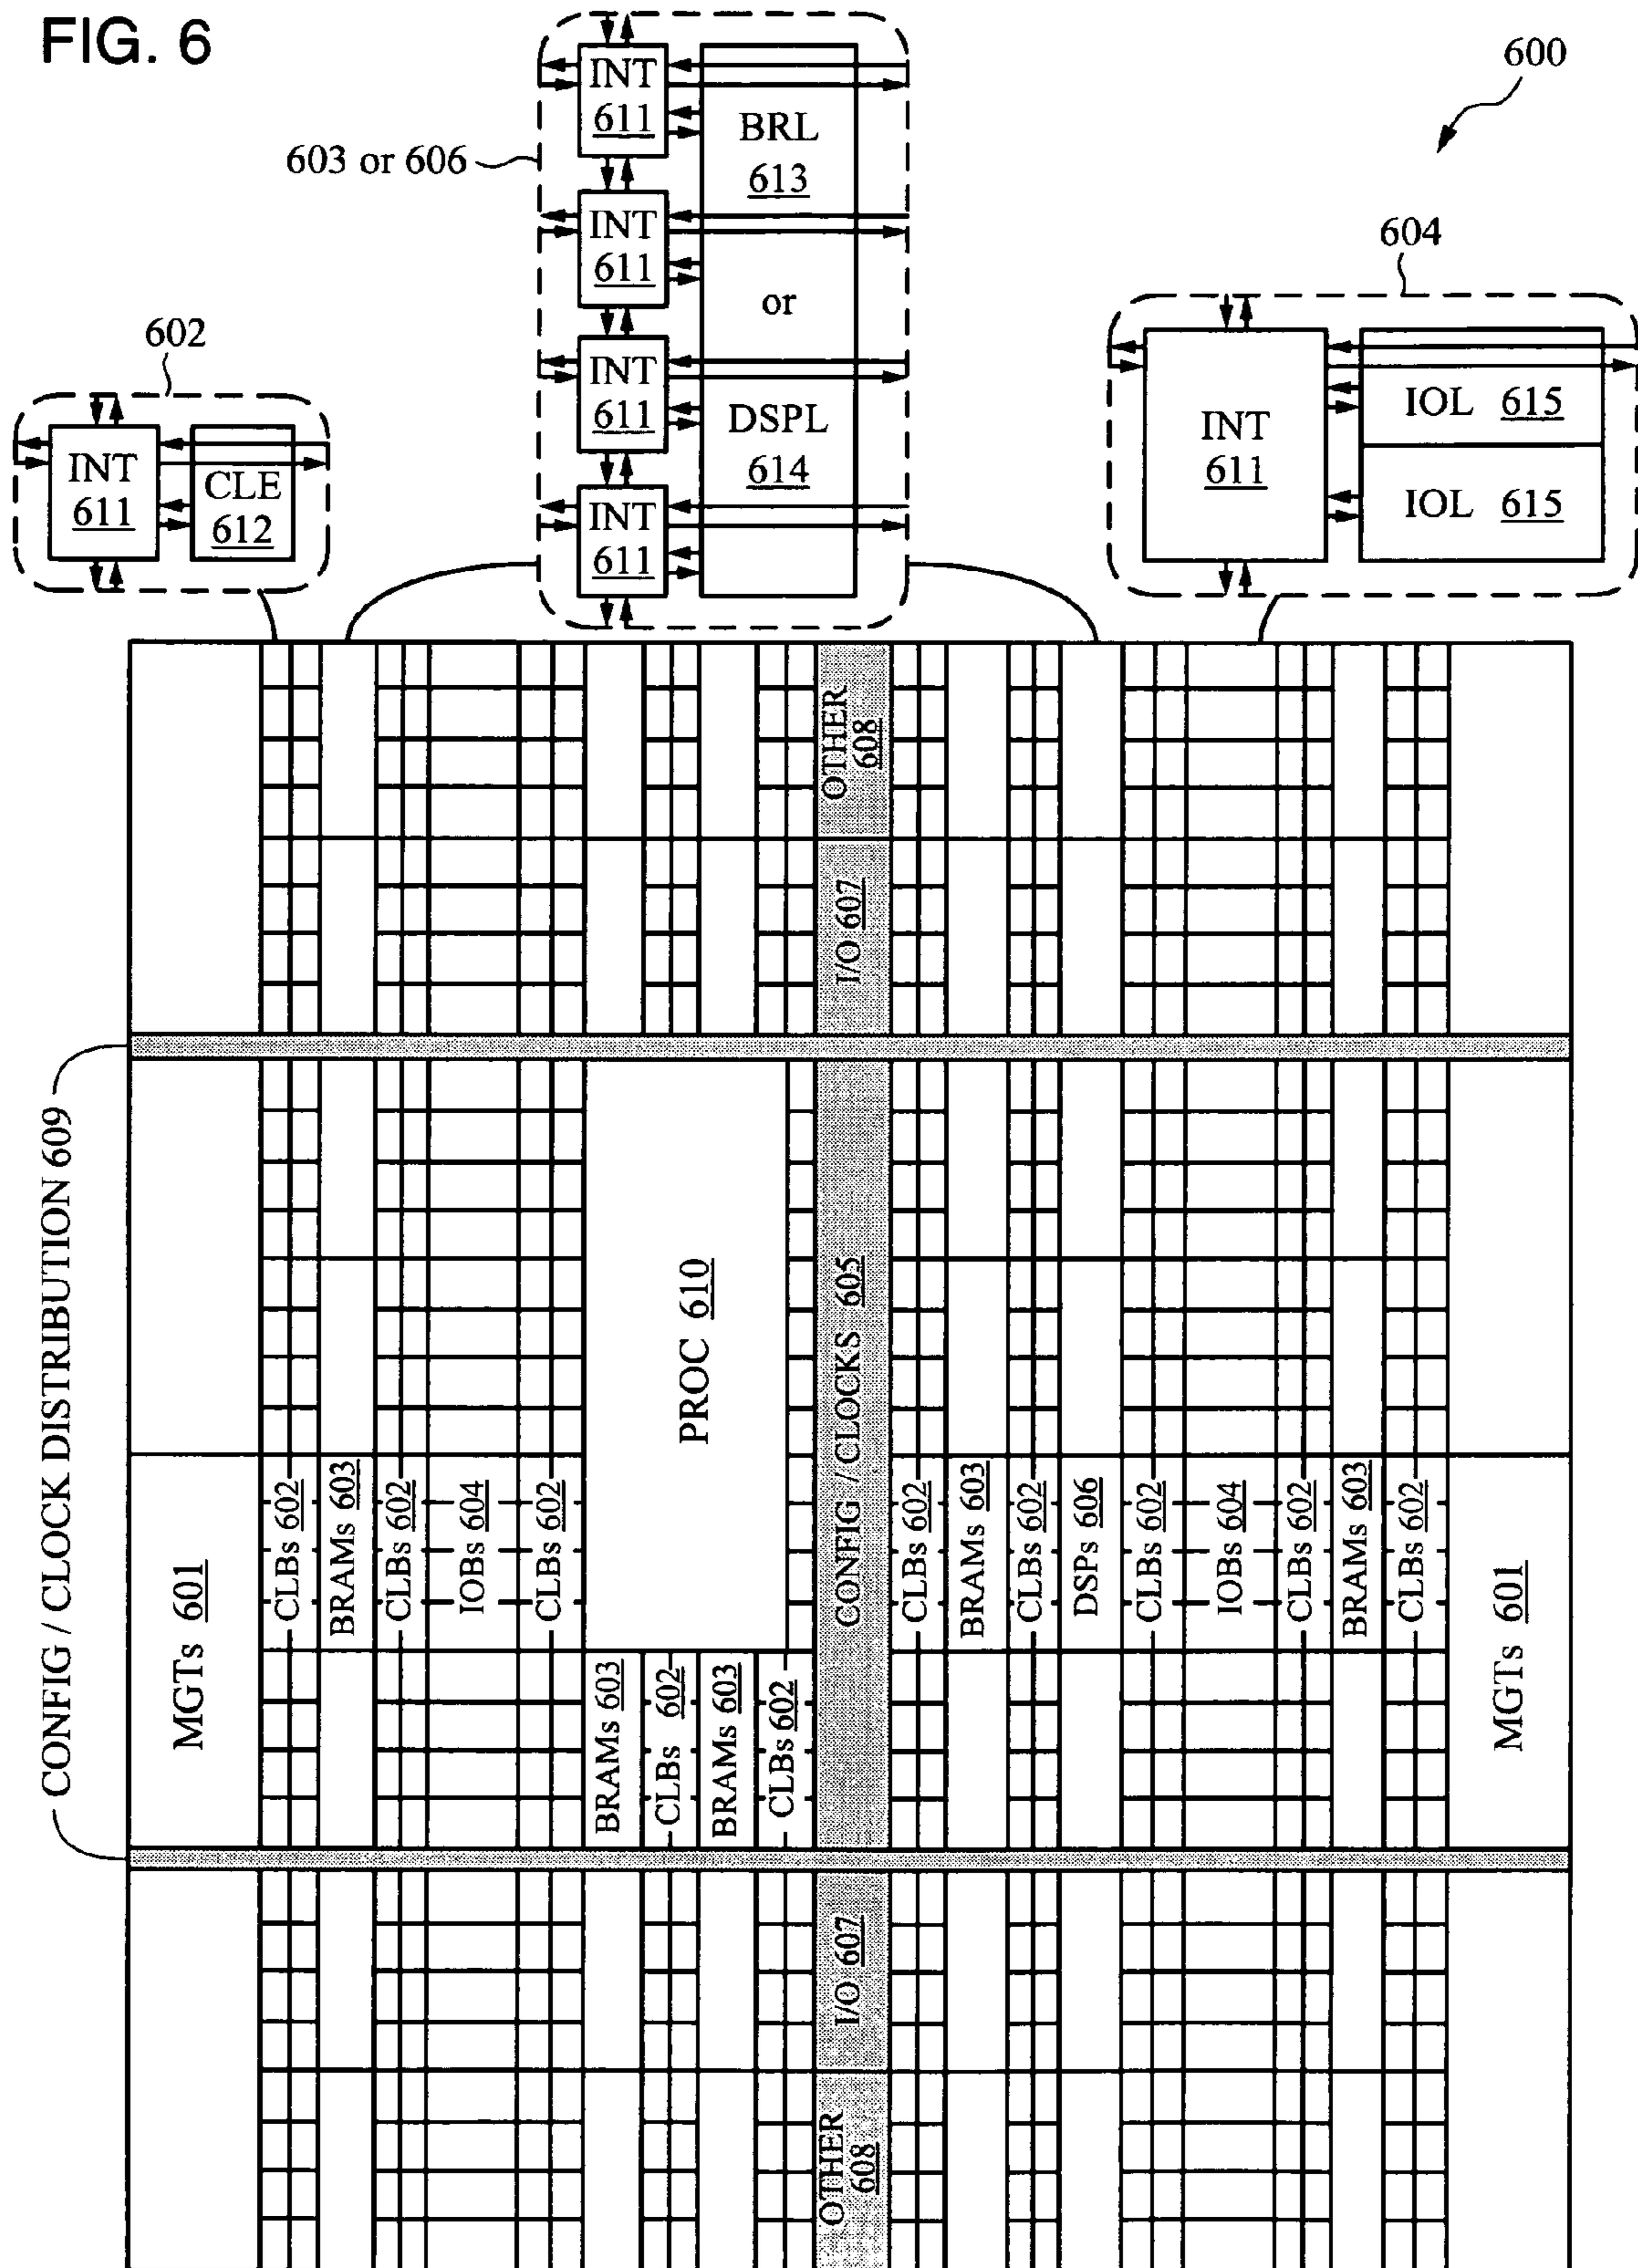 FIG. 6
600
603 or 606
INT
611
INT
611
INT
611
INT
611
BRL
613
or
DSPL
614
602
INT
611
CLE
612
604
INT
611
IOL 615
IOL 615
OTHER
608
I/O 607
CONFIG / CLOCK DISTRIBUTION 609
PROC 610
CONFIG / CLOCKS 605
MGTs 601
CLBs 602
BRAMs 603
CLBs 602
IOBs 604
CLBs 602
BRAMs 603
CLBs 602
BRAMs 603
CLBs 602
CLBs 602
BRAMs 603
CLBs 602
DSPs 606
CLBs 602
IOBs 604
CLBs 602
BRAMs 603
CLBs 602
MGTs 601
I/O 607
OTHER
608